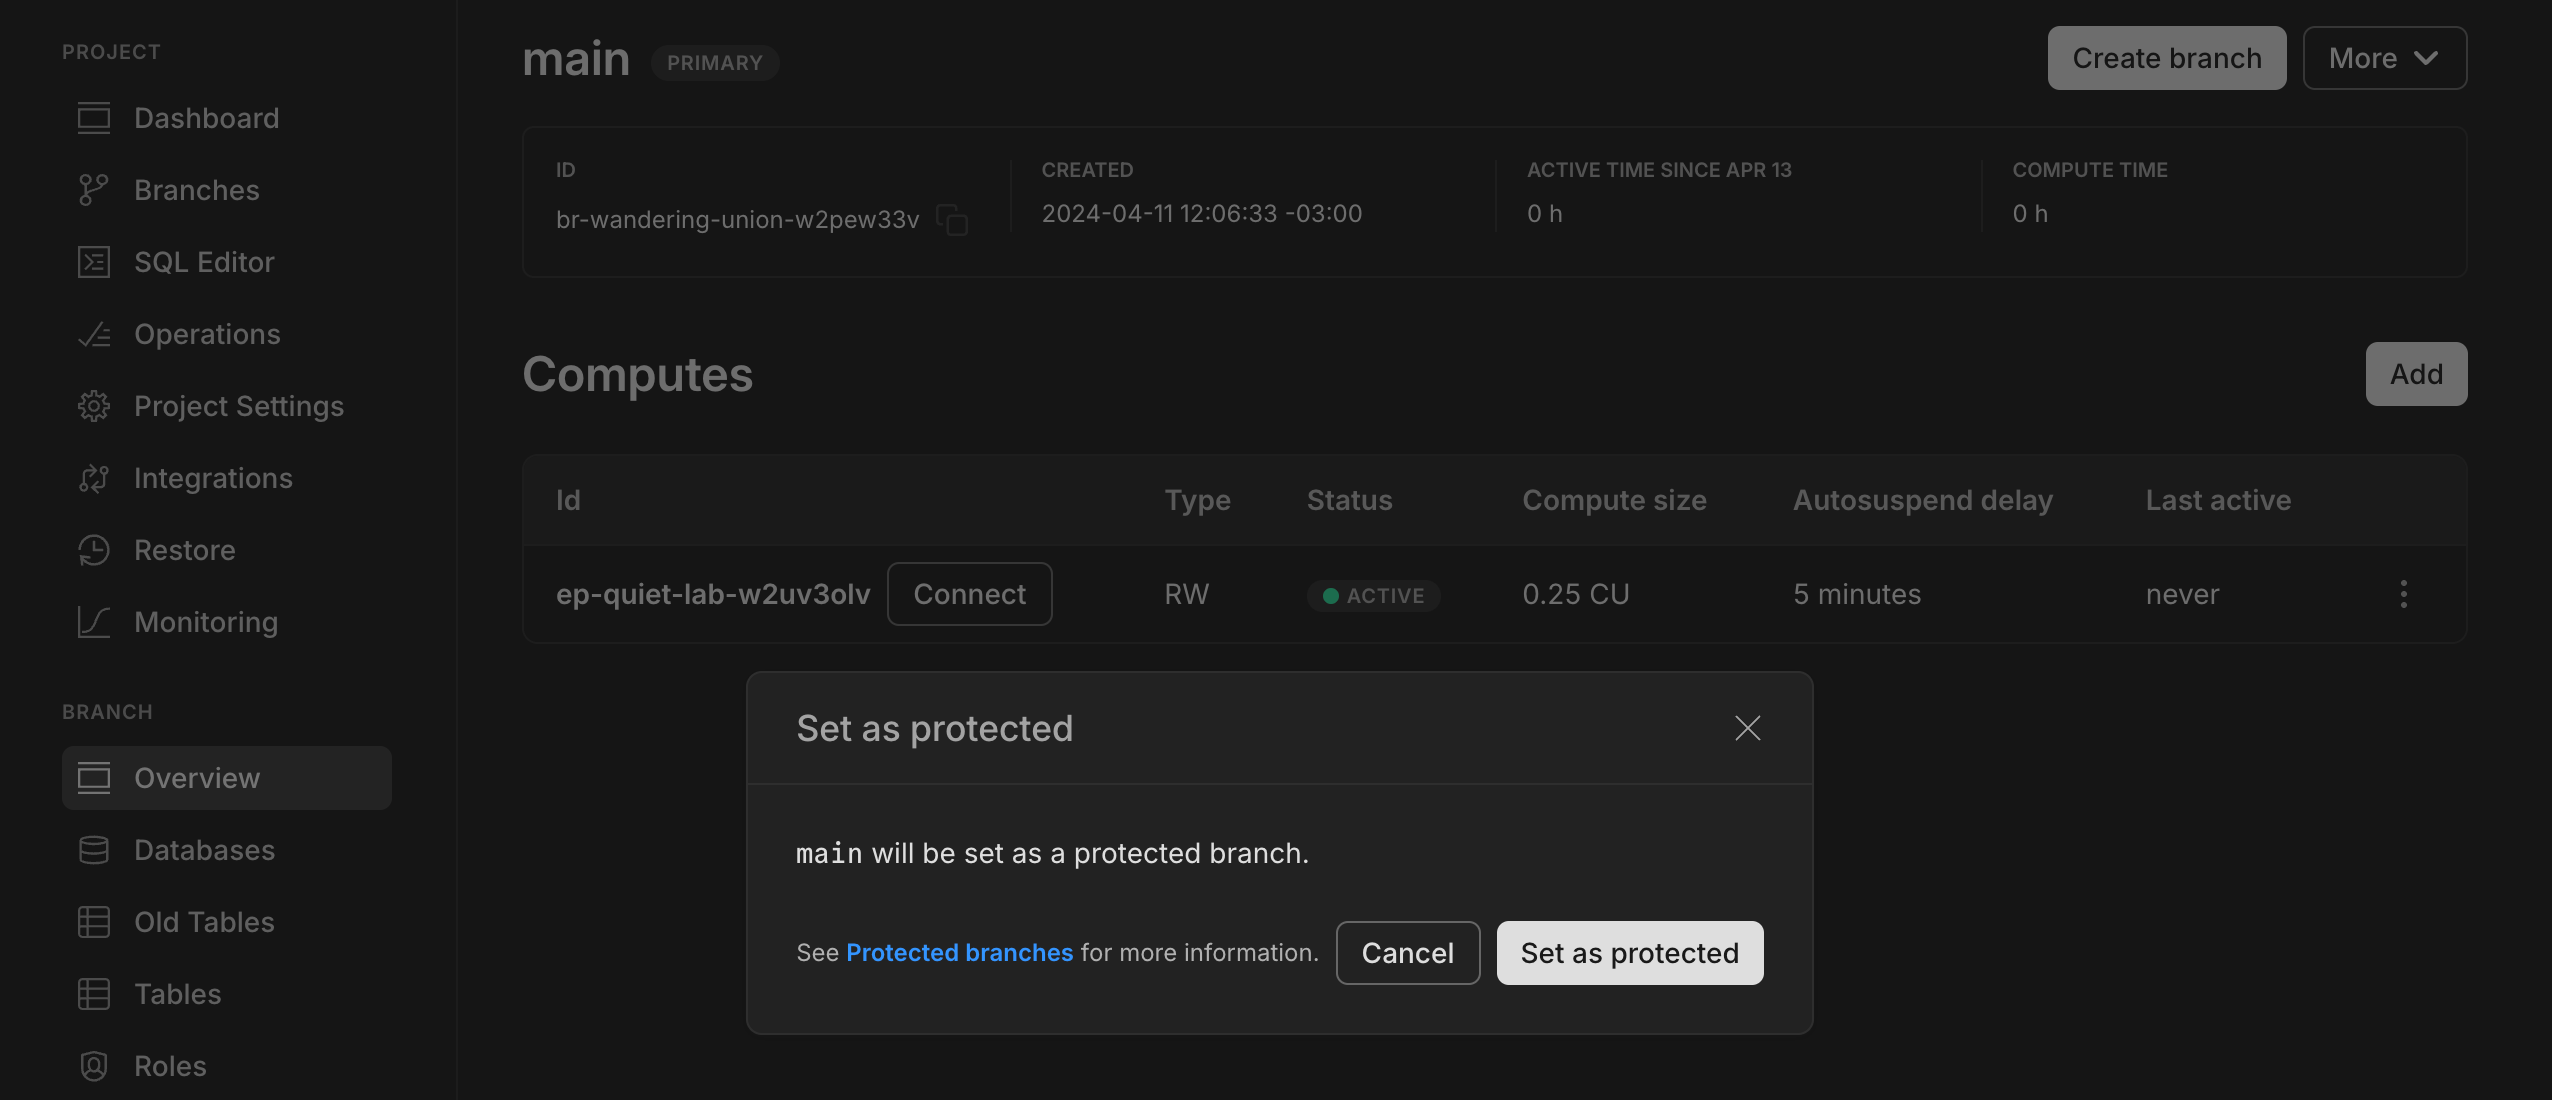 PROJECT
Dashboard
Branches
SQL Editor
Operations
Project Settings
Integrations
Restore
Monitoring
BRANCH
Overview
Databases
Old Tables
Tables
Roles
main PRIMARY
Create branch More
ID CREATED ACTIVE TIME SINCE APR 13 COMPUTE TIME
br-wandering-union-w2pew33v 2024-04-11 12:06:33 -03:00 0 h 0 h
Computes Add
Id Type Status Compute size Autosuspend delay Last active
ep-quiet-lab-w2uv3olv Connect RW ACTIVE 0.25 CU 5 minutes never
Set as protected
main will be set as a protected branch.
See Protected branches for more information. Cancel Set as protected